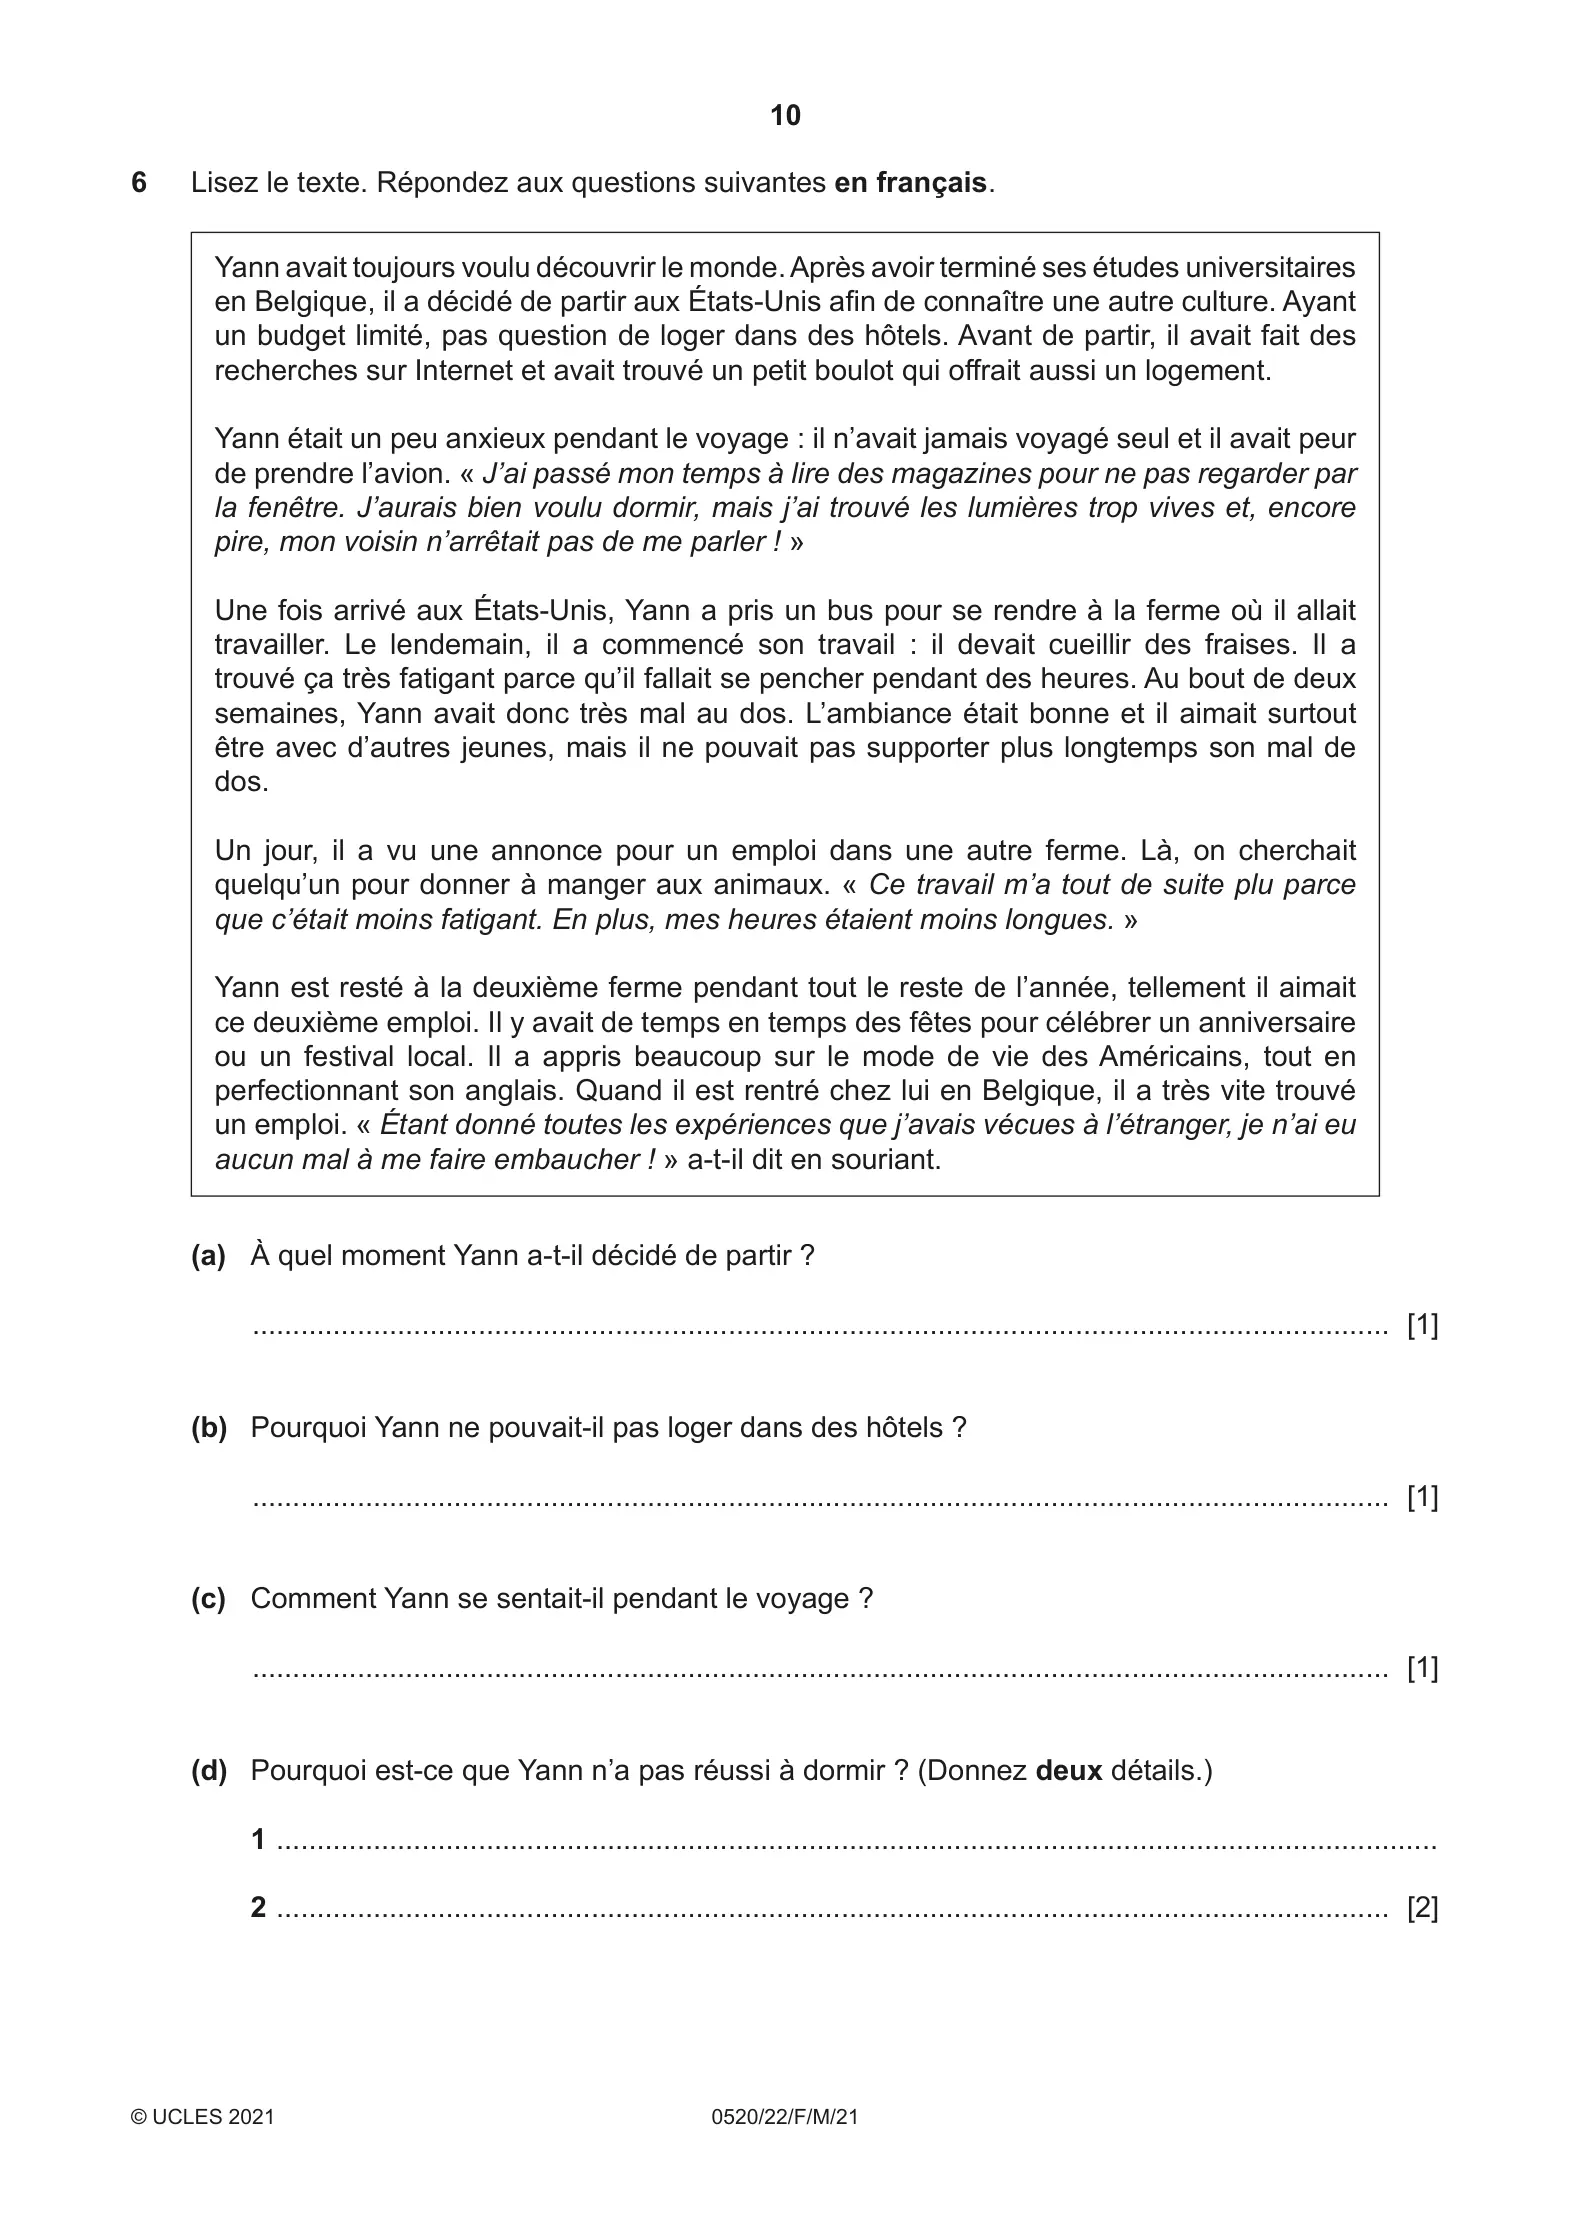 10
6 Lisez le texte. Répondez aux questions suivantes en français.
Yann avait toujours voulu découvrir le monde. Après avoir terminé ses études universitaires
en Belgique, il a décidé de partir aux États-Unis afin de connaître une autre culture. Ayant
un budget limité, pas question de loger dans des hôtels. Avant de partir, il avait fait des
recherches sur Internet et avait trouvé un petit boulot qui offrait aussi un logement.
Yann était un peu anxieux pendant le voyage : il n’avait jamais voyagé seul et il avait peur
de prendre l’avion. « J’ai passé mon temps à lire des magazines pour ne pas regarder par
la fenêtre. J’aurais bien voulu dormir, mais j’ai trouvé les lumières trop vives et, encore
pire, mon voisin n’arrêtait pas de me parler ! »
Une fois arrivé aux États-Unis, Yann a pris un bus pour se rendre à la ferme où il allait
travailler. Le lendemain, il a commencé son travail : il devait cueillir des fraises. Il a
trouvé ça très fatigant parce qu’il fallait se pencher pendant des heures. Au bout de deux
semaines, Yann avait donc très mal au dos. L’ambiance était bonne et il aimait surtout
être avec d’autres jeunes, mais il ne pouvait pas supporter plus longtemps son mal de
dos.
Un jour, il a vu une annonce pour un emploi dans une autre ferme. Là, on cherchait
quelqu’un pour donner à manger aux animaux. « Ce travail m’a tout de suite plu parce
que c’était moins fatigant. En plus, mes heures étaient moins longues. »
Yann est resté à la deuxième ferme pendant tout le reste de l’année, tellement il aimait
ce deuxième emploi. Il y avait de temps en temps des fêtes pour célébrer un anniversaire
ou un festival local. Il a appris beaucoup sur le mode de vie des Américains, tout en
perfectionnant son anglais. Quand il est rentré chez lui en Belgique, il a très vite trouvé
un emploi. « Étant donné toutes les expériences que j’avais vécues à l’étranger, je n’ai eu
aucun mal à me faire embaucher ! » a-t-il dit en souriant.
(a) À quel moment Yann a-t-il décidé de partir ?
[1]
(b) Pourquoi Yann ne pouvait-il pas loger dans des hôtels ?
[1]
(c) Comment Yann se sentait-il pendant le voyage ?
[1]
(d) Pourquoi est-ce que Yann n’a pas réussi à dormir ? (Donnez deux détails.)
1
2 [2]
© UCLES 2021 0520/22/F/M/21